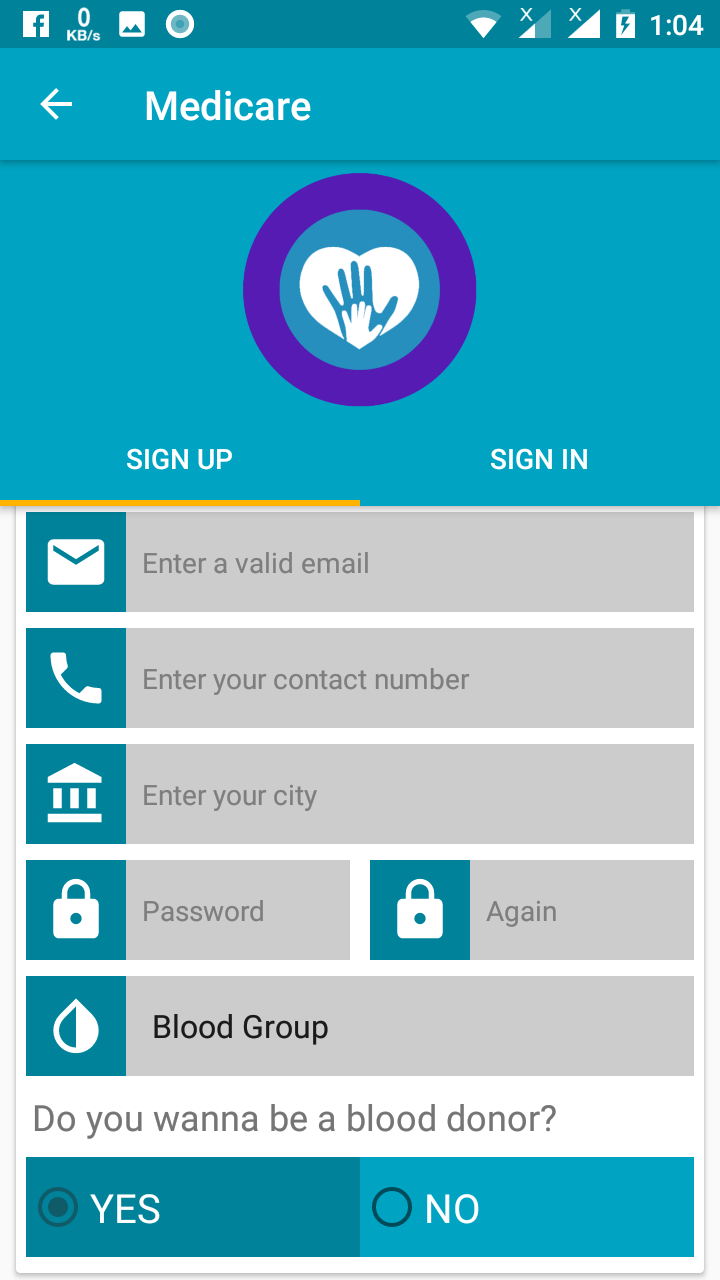 0 KB/s 1:04
Medicare
SIGN UP SIGN IN
Enter a valid email
Enter your contact number
Enter your city
Password Again
Blood Group
Do you wanna be a blood donor?
YES NO